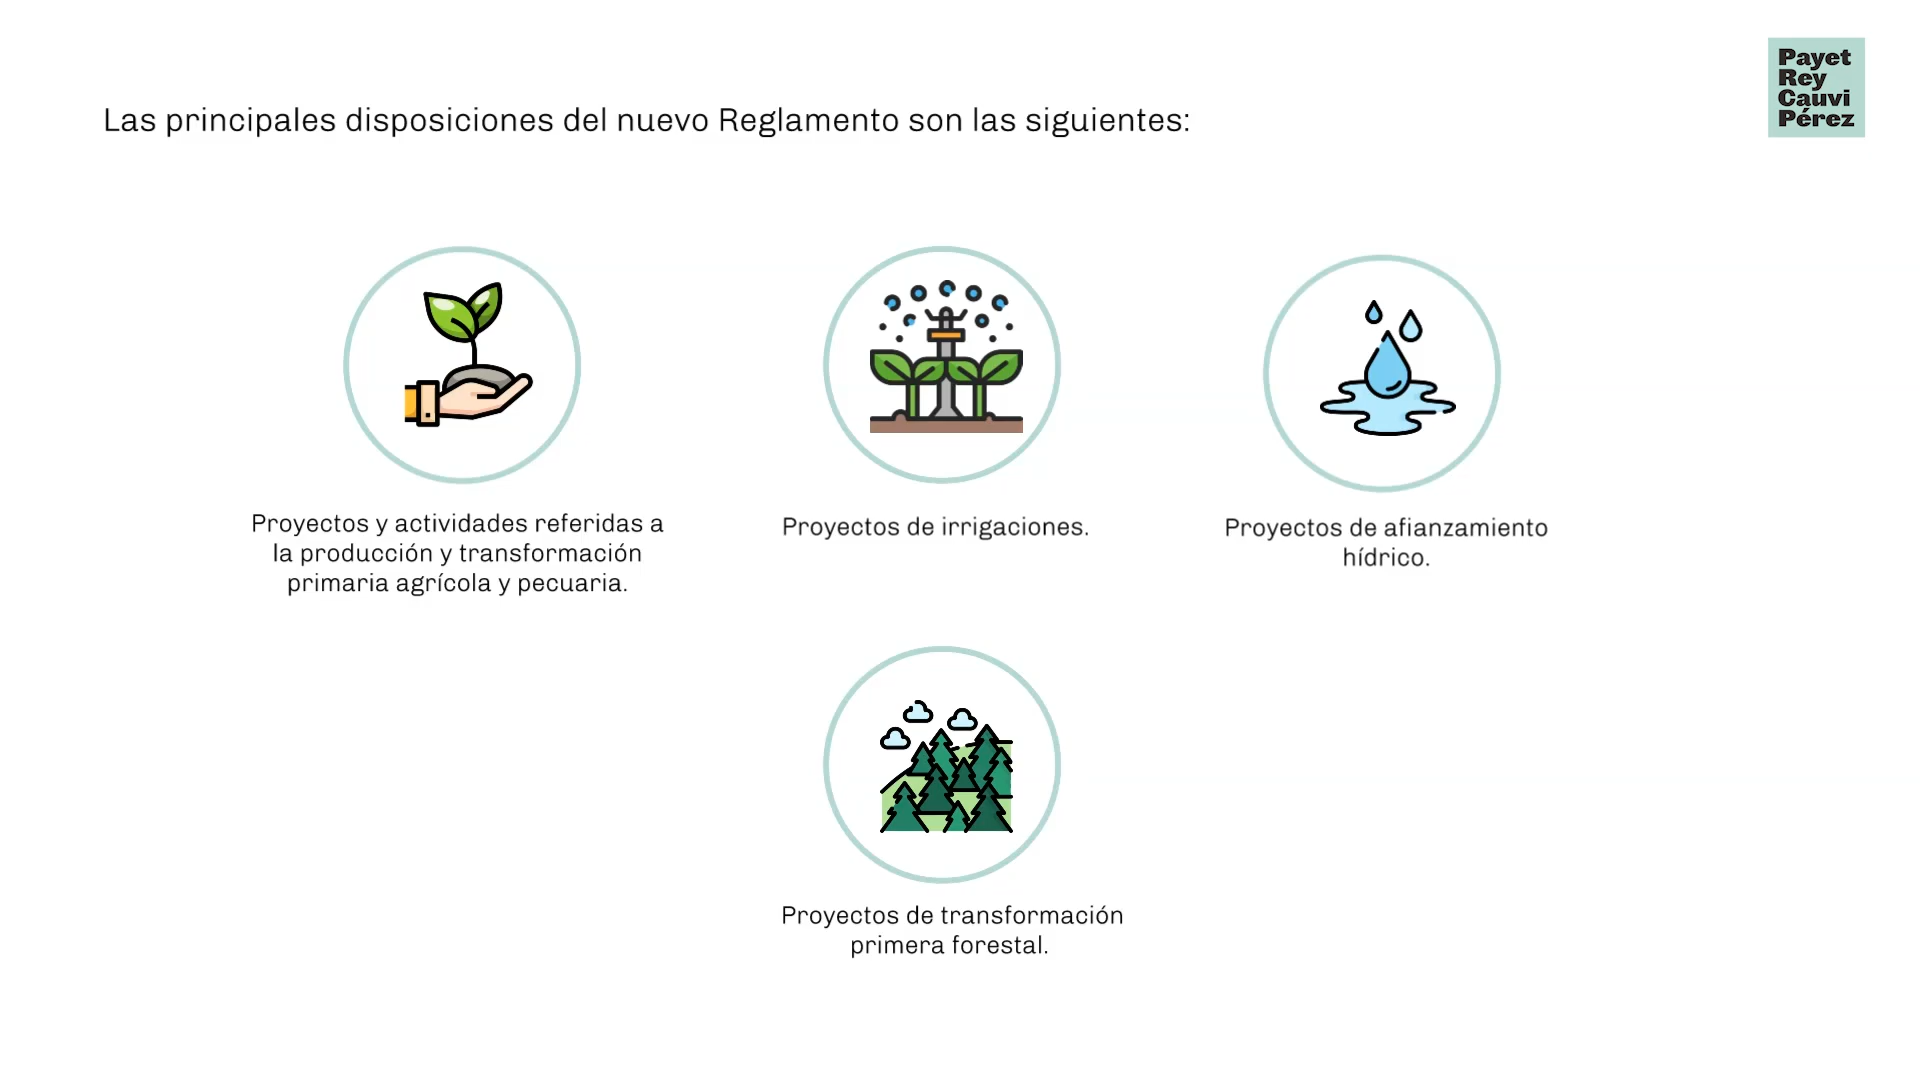 Payet
Rey
Cauvi
Pérez
Las principales disposiciones del nuevo Reglamento son las siguientes:
Proyectos y actividades referidas a
la producción y transformación
primaria agrícola y pecuaria.
Proyectos de irrigaciones.
Proyectos de afianzamiento
hídrico.
Proyectos de transformación
primera forestal.